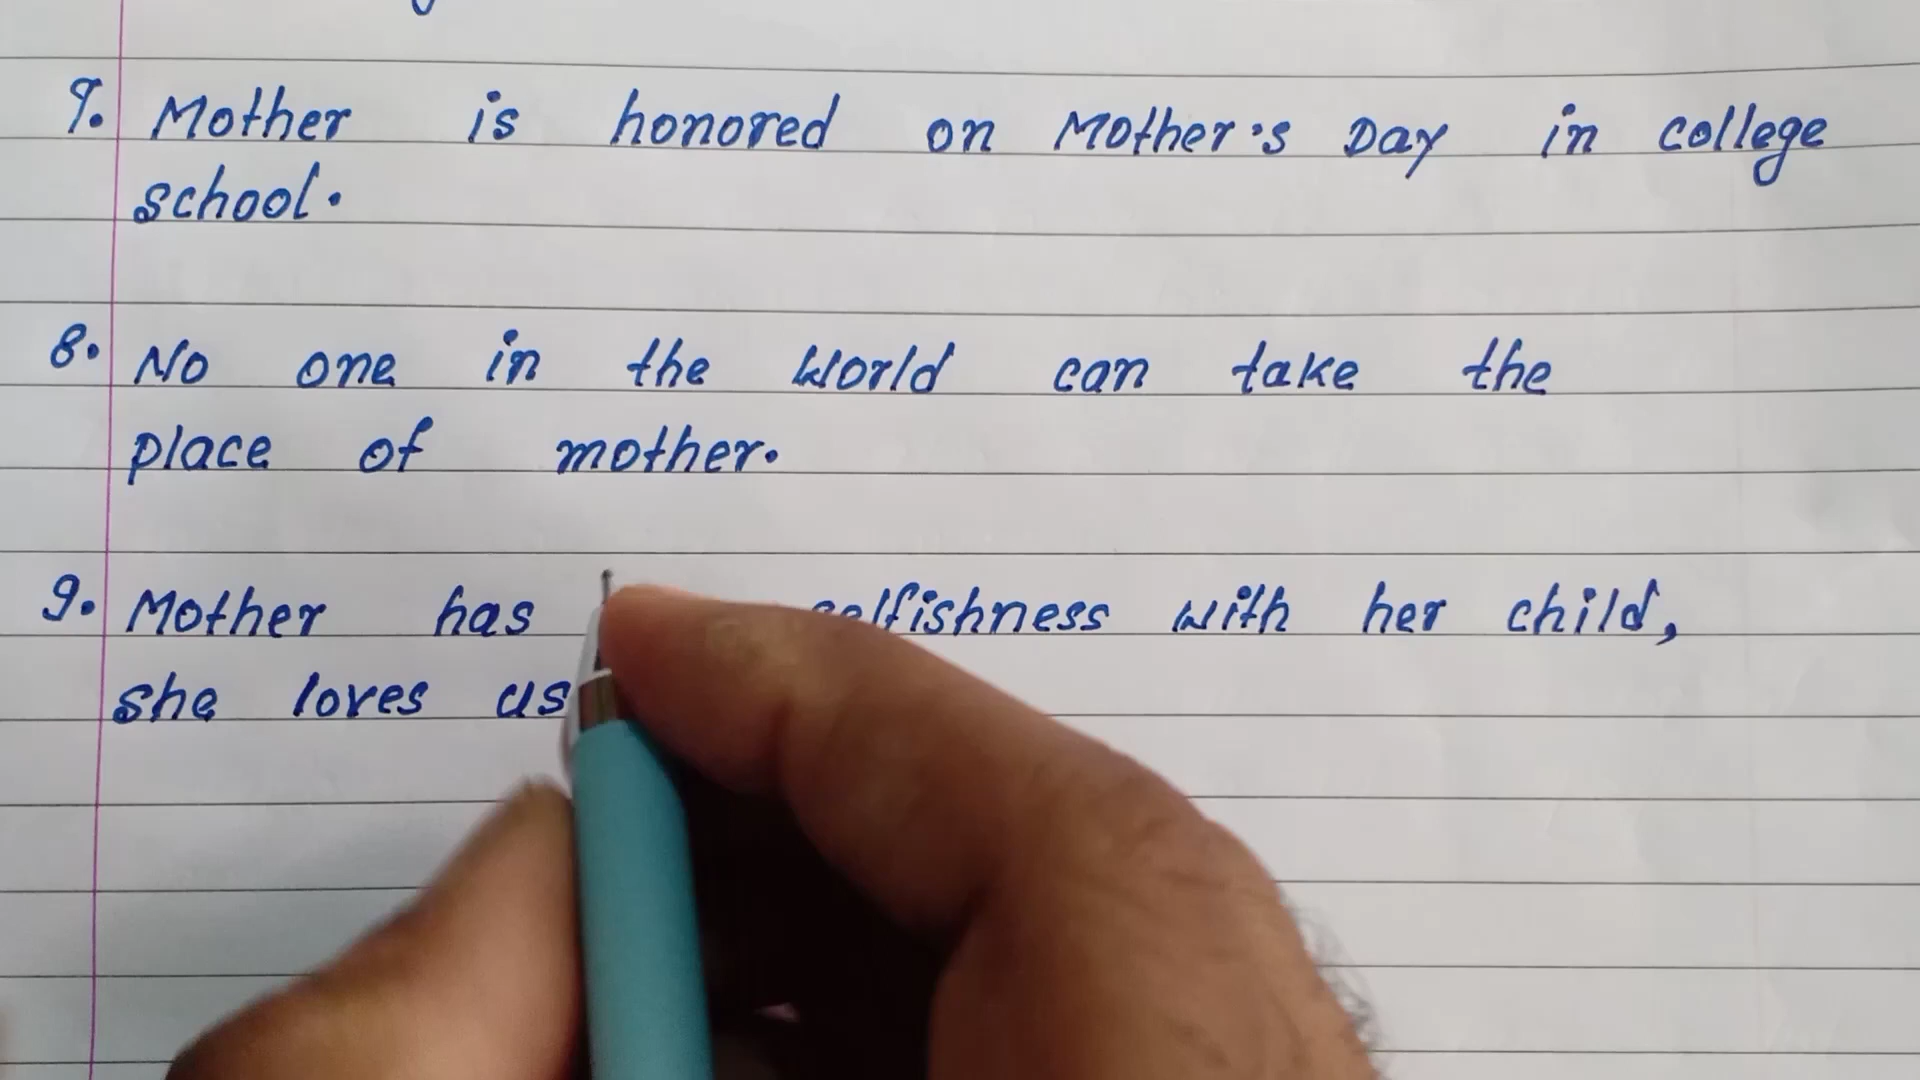 7. Mother is honored on Mother's Day in college
school.
8. No one in the world can take the
place of mother.
9. Mother has selfishness with her child,
she loves us